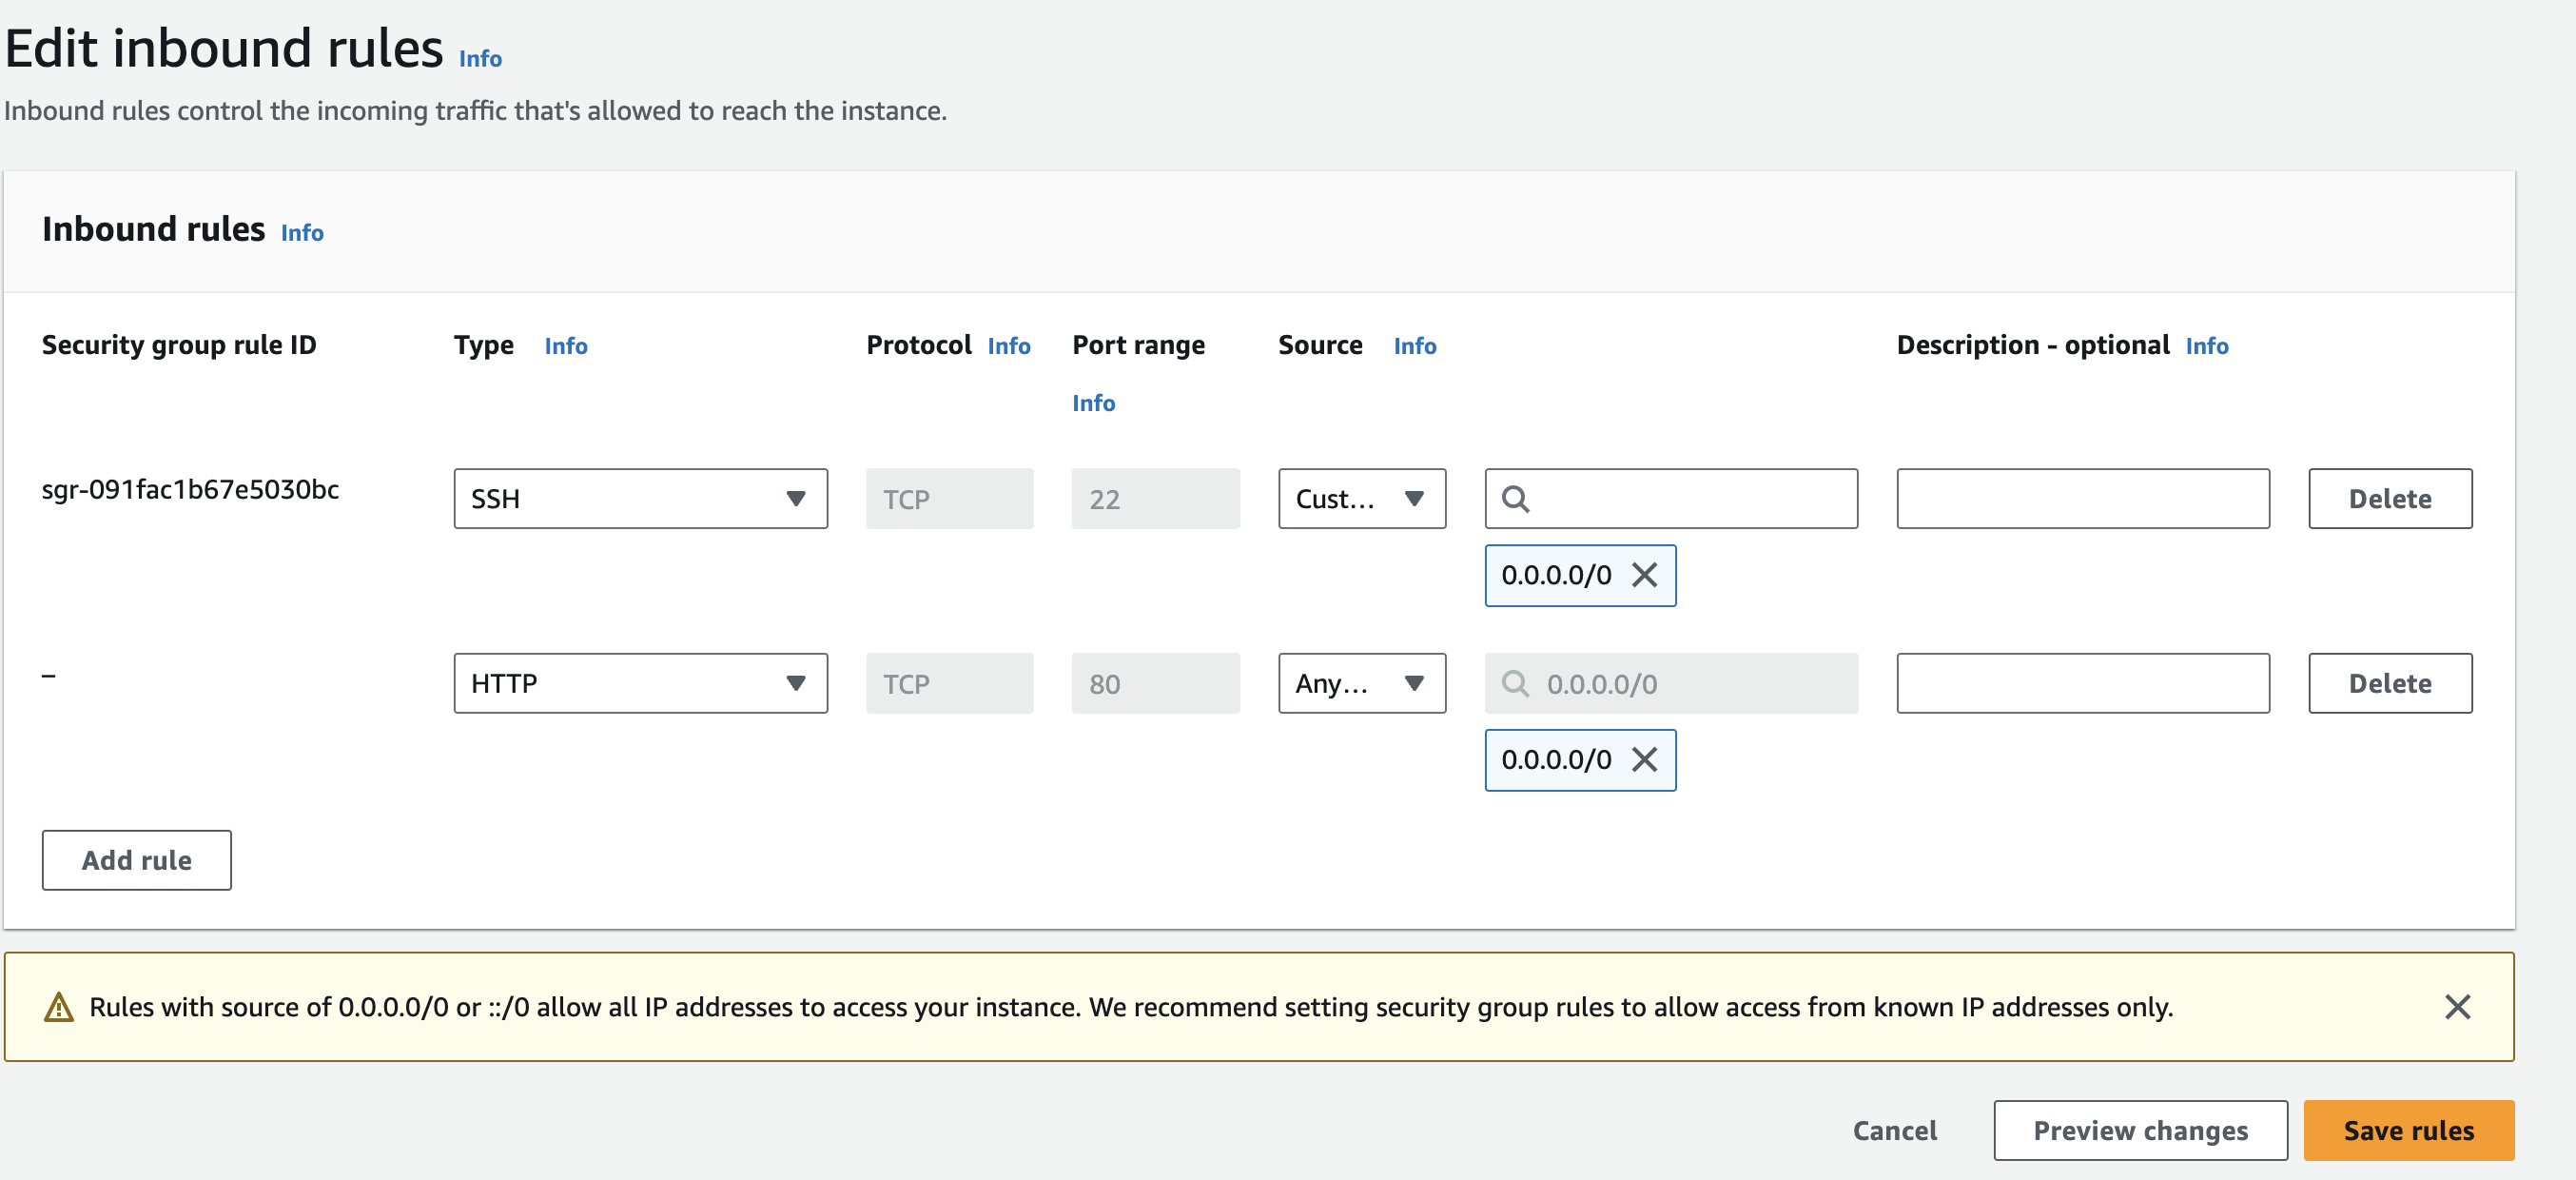 Edit inbound rules Info
Inbound rules control the incoming traffic that's allowed to reach the instance.
Inbound rules Info
Security group rule ID Type Info Protocol Info Port range Info Source Info Description - optional Info
sgr-091fac1b67e5030bc SSH TCP 22 Cust... Delete
0.0.0.0/0
– HTTP TCP 80 Any... 0.0.0.0/0 Delete
0.0.0.0/0
Add rule
Rules with source of 0.0.0.0/0 or ::/0 allow all IP addresses to access your instance. We recommend setting security group rules to allow access from known IP addresses only.
Cancel Preview changes Save rules